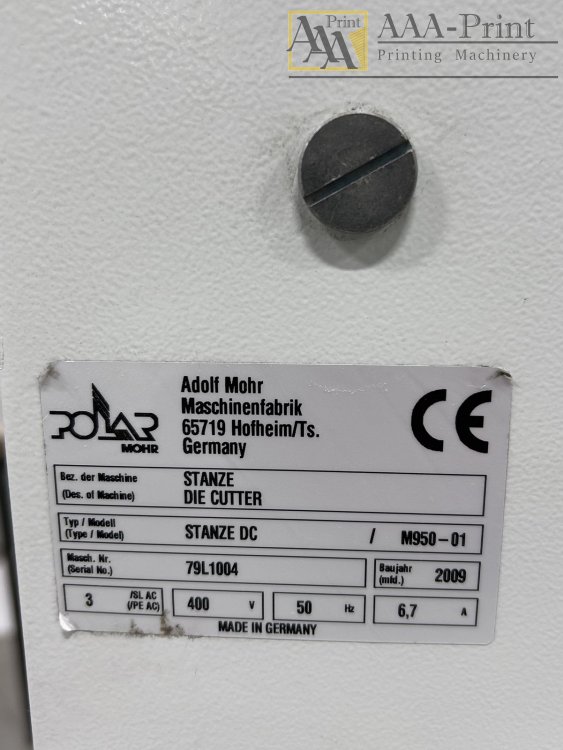 Print
AAA
AAA-Print
Printing Machinery
POLAR
MOHR
Adolf Mohr
Maschinenfabrik
65719 Hofheim/Ts.
Germany
CE
Bez. der Maschine
(Des. of Machine)
STANZE
DIE CUTTER
Typ / Modell
(Type / Model)
STANZE DC / M950-01
Masch. Nr.
(Serial No.)
79L1004
Baujahr
(mfd.)
2009
3 /SL AC
(/PE AC)
400 V
50 Hz
6,7 A
MADE IN GERMANY